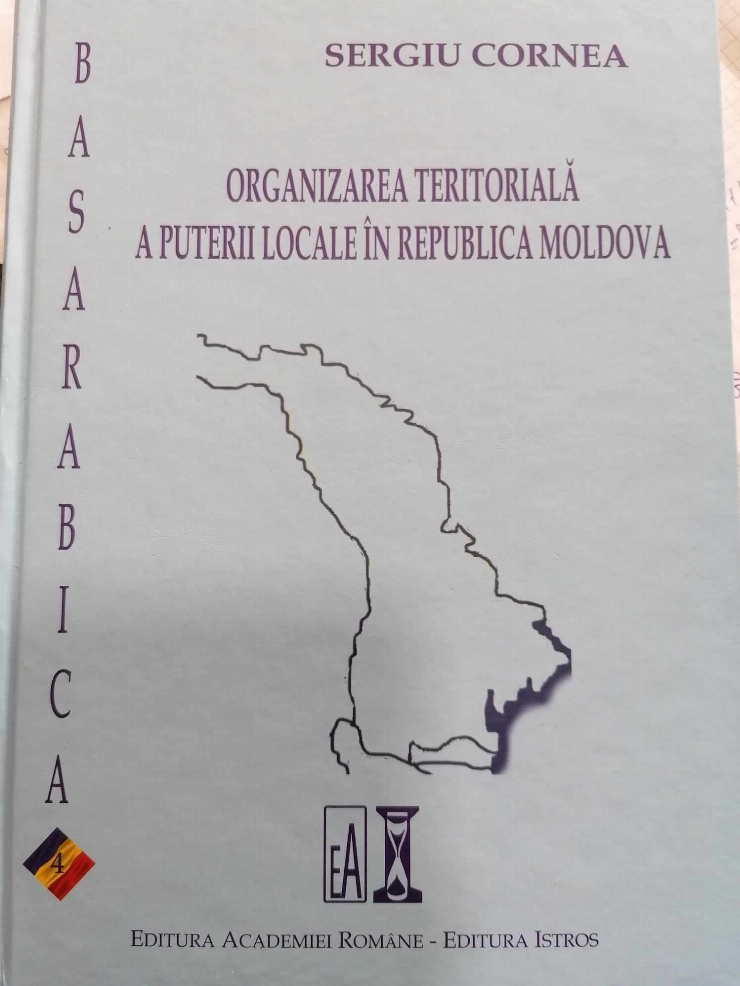 SERGIU CORNEA
ORGANIZAREA TERITORIALĂ
A PUTERII LOCALE ÎN REPUBLICA MOLDOVA
BASARABICA
4
EA
EDITURA ACADEMIEI ROMÂNE - EDITURA ISTROS